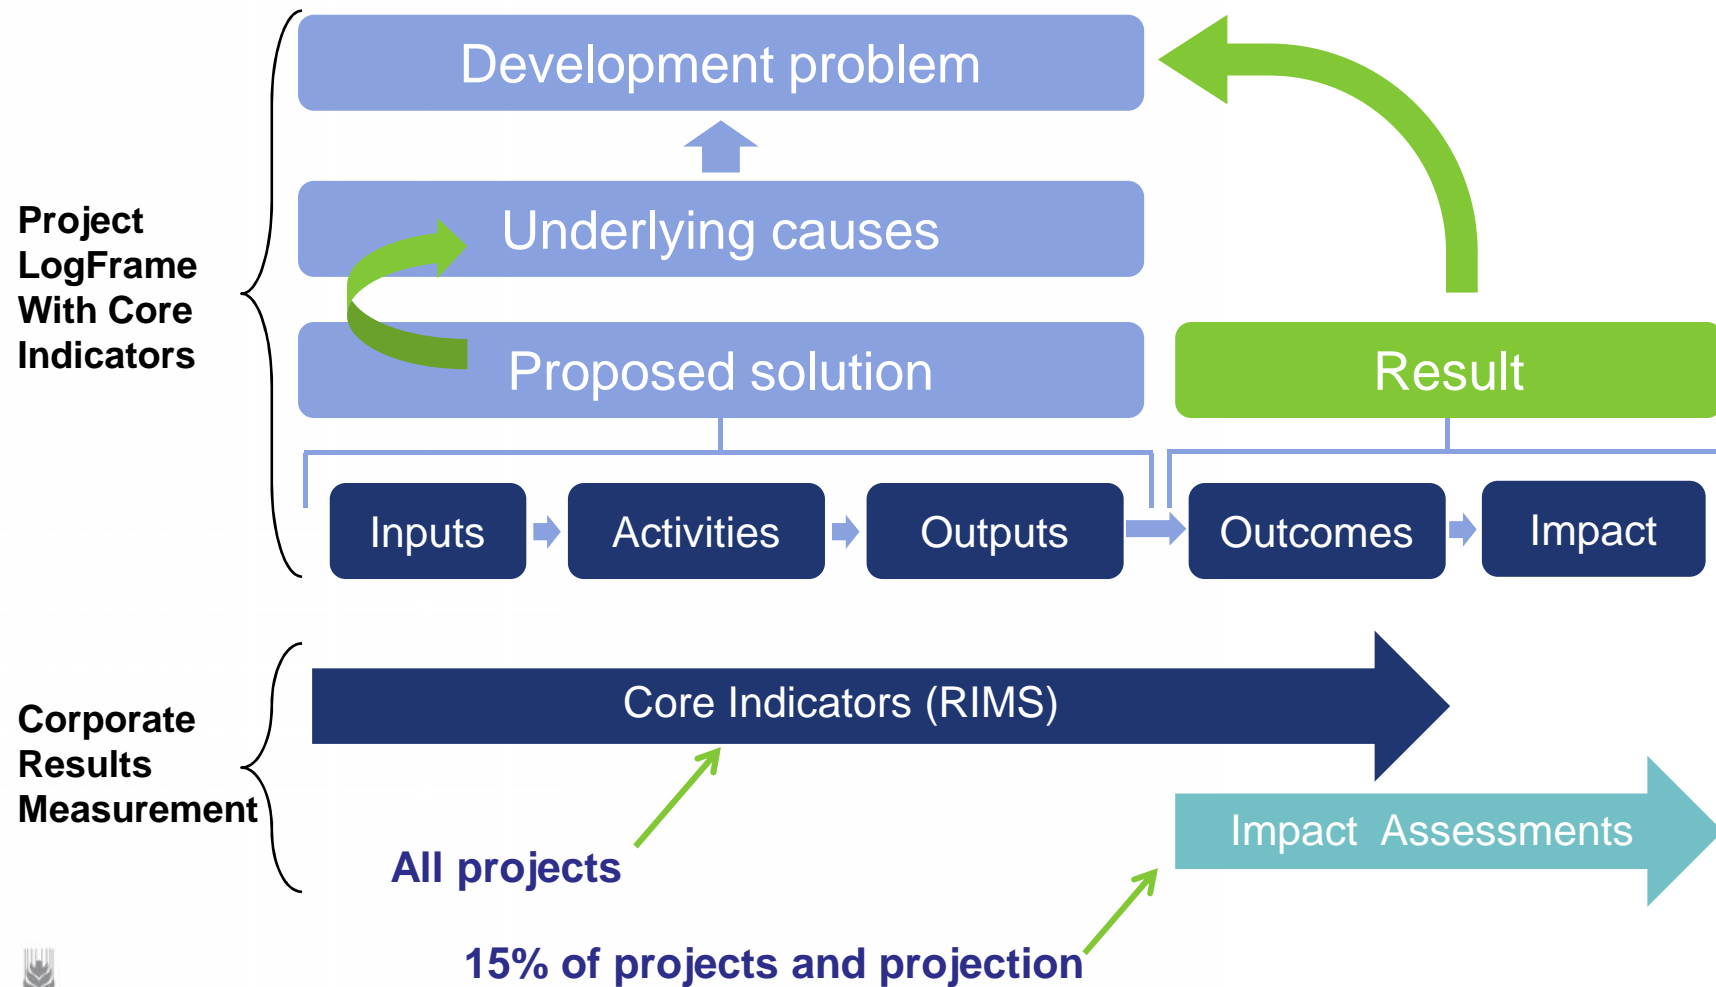 Development problem
Underlying causes
Project
LogFrame
With Core
Indicators
Proposed solution
Result
Inputs
Activities
Outputs
Outcomes
Impact
Core Indicators (RIMS)
Corporate
Results
Measurement
Impact Assessments
All projects
15% of projects and projection